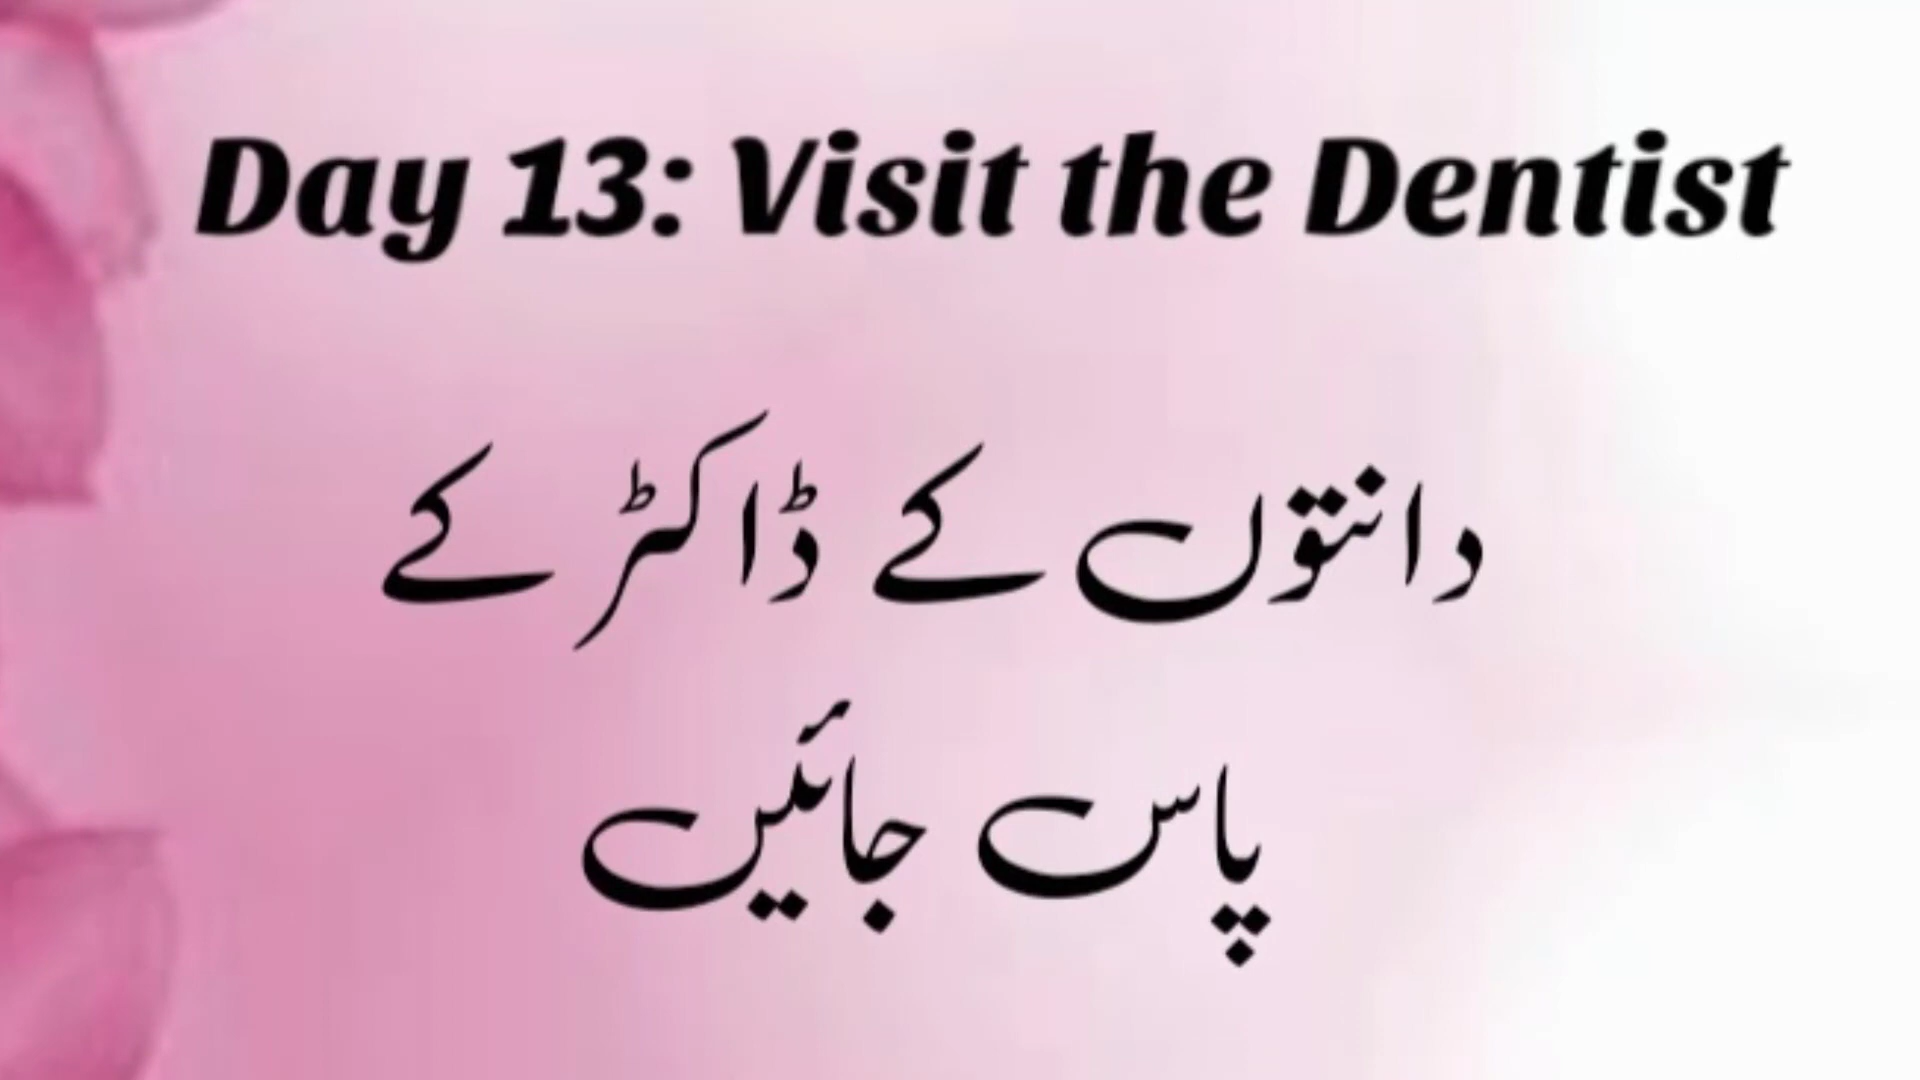 Day 13: Visit the Dentist
دانتوں کے ڈاکٹر کے
پاس جائیں